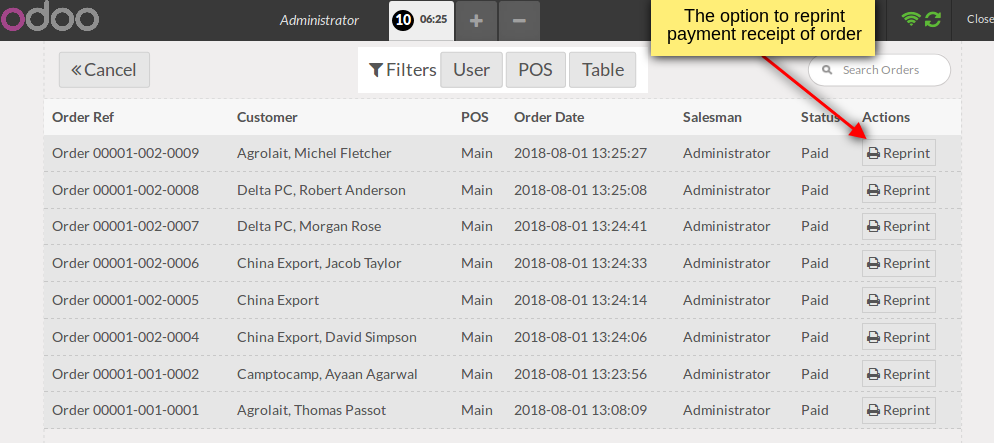 odoo Administrator 10 06:25 The option to reprint payment receipt of order Close
Cancel Filters User POS Table Search Orders
Order Ref Customer POS Order Date Salesman Status Actions
Order 00001-002-0009 Agrolait, Michel Fletcher Main 2018-08-01 13:25:27 Administrator Paid Reprint
Order 00001-002-0008 Delta PC, Robert Anderson Main 2018-08-01 13:25:08 Administrator Paid Reprint
Order 00001-002-0007 Delta PC, Morgan Rose Main 2018-08-01 13:24:41 Administrator Paid Reprint
Order 00001-002-0006 China Export, Jacob Taylor Main 2018-08-01 13:24:33 Administrator Paid Reprint
Order 00001-002-0005 China Export Main 2018-08-01 13:24:14 Administrator Paid Reprint
Order 00001-002-0004 China Export, David Simpson Main 2018-08-01 13:24:06 Administrator Paid Reprint
Order 00001-001-0002 Camptocamp, Ayaan Agarwal Main 2018-08-01 13:23:56 Administrator Paid Reprint
Order 00001-001-0001 Agrolait, Thomas Passot Main 2018-08-01 13:08:09 Administrator Paid Reprint